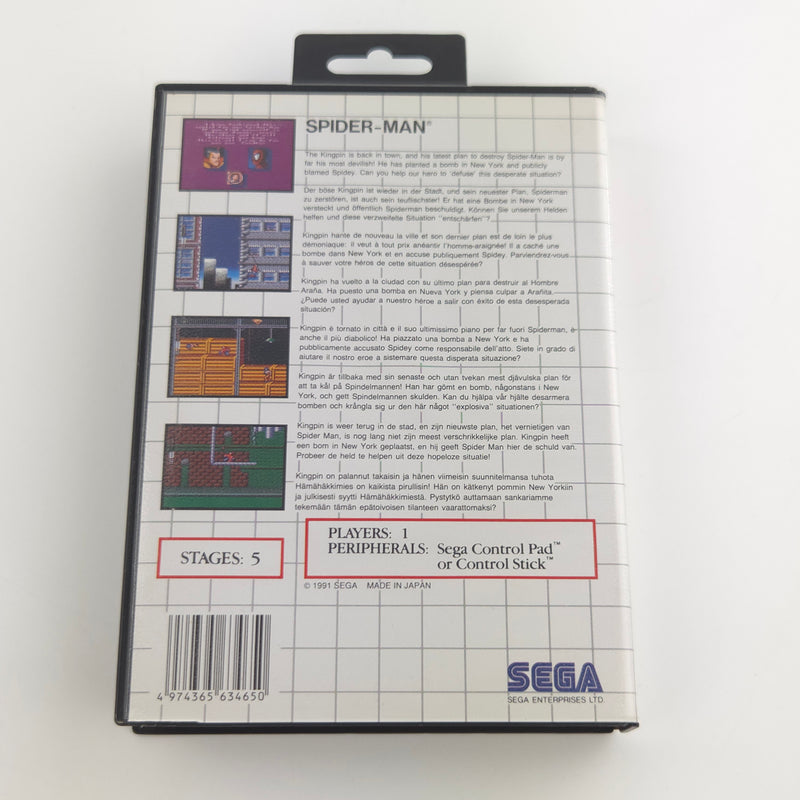 SPIDER-MAN®
The Kingpin is back in town, and his latest plan to destroy Spider-Man is by
far his most devilish! He has planted a bomb in New York and publicly
blamed Spidey. Can you help our hero to 'defuse' this desperate situation?
Der böse Kingpin ist wieder in der Stadt, und sein neuester Plan, Spiderman
zu zerstören, ist auch sein teuflischster! Er hat eine Bombe in New York
versteckt und öffentlich Spiderman beschuldigt. Können Sie unserem Helden
helfen und diese verzweifelte Situation "entschärfen"?
Kingpin hante de nouveau la ville et son dernier plan est de loin le plus
démoniaque: il veut à tout prix anéantir l'homme-araignée! Il a caché une
bombe dans New York et en accuse publiquement Spidey. Parviendrez-vous
à sauver votre héros de cette situation désespérée?
Kingpin ha vuelto a la ciudad con su último plan para destruir al Hombre
Araña. Ha puesto una bomba en Nueva York y piensa culpar a Arañita.
¿Puede usted ayudar a nuestro héroe a salir con éxito de esta desesperada
situación?
Kingpin è tornato in città e il suo ultimissimo piano per far fuori Spiderman, è
anche il più diabolico! Ha piazzato una bomba a New York e ha
pubblicamente accusato Spidey come responsabile dell'atto. Siete in grado di
aiutare il nostro eroe a sistemare questa disperata situazione?
Kingpin är tillbaka med sin senaste och utan tvekan mest djävulska plan för
att ta kål på Spindelmannen! Han har gömt en bomb, någonstans i New
York, och gett Spindelmannen skulden. Kan du hjälpa vår hjälte desarmera
bomben och krångla sig ur den här något "explosiva" situationen?
Kingpin is weer terug in de stad, en zijn nieuwste plan, het vernietigen van
Spider Man, is nog lang niet zijn meest verschrikkelijke plan. Kingpin heeft
een bom in New York geplaatst, en hij geeft Spider Man hier de schuld van.
Probeer de held te helpen uit deze hopeloze situatie!
Kingpin on palannut takaisin ja hänen viimeisin suunnitelmansa tuhota
Hämähäkkimies on kaikista pirullisin! Hän on kätkenyt pommin New Yorkiin
ja julkisesti syytti Hämähäkkimiestä. Pystytkö auttamaan sankariamme
tekemään tämän epätoivoisen tilanteen vaarattomaksi?
STAGES: 5
PLAYERS: 1
PERIPHERALS: Sega Control Pad™
or Control Stick™
© 1991 SEGA MADE IN JAPAN
4 974365 634650
SEGA
SEGA ENTERPRISES LTD.